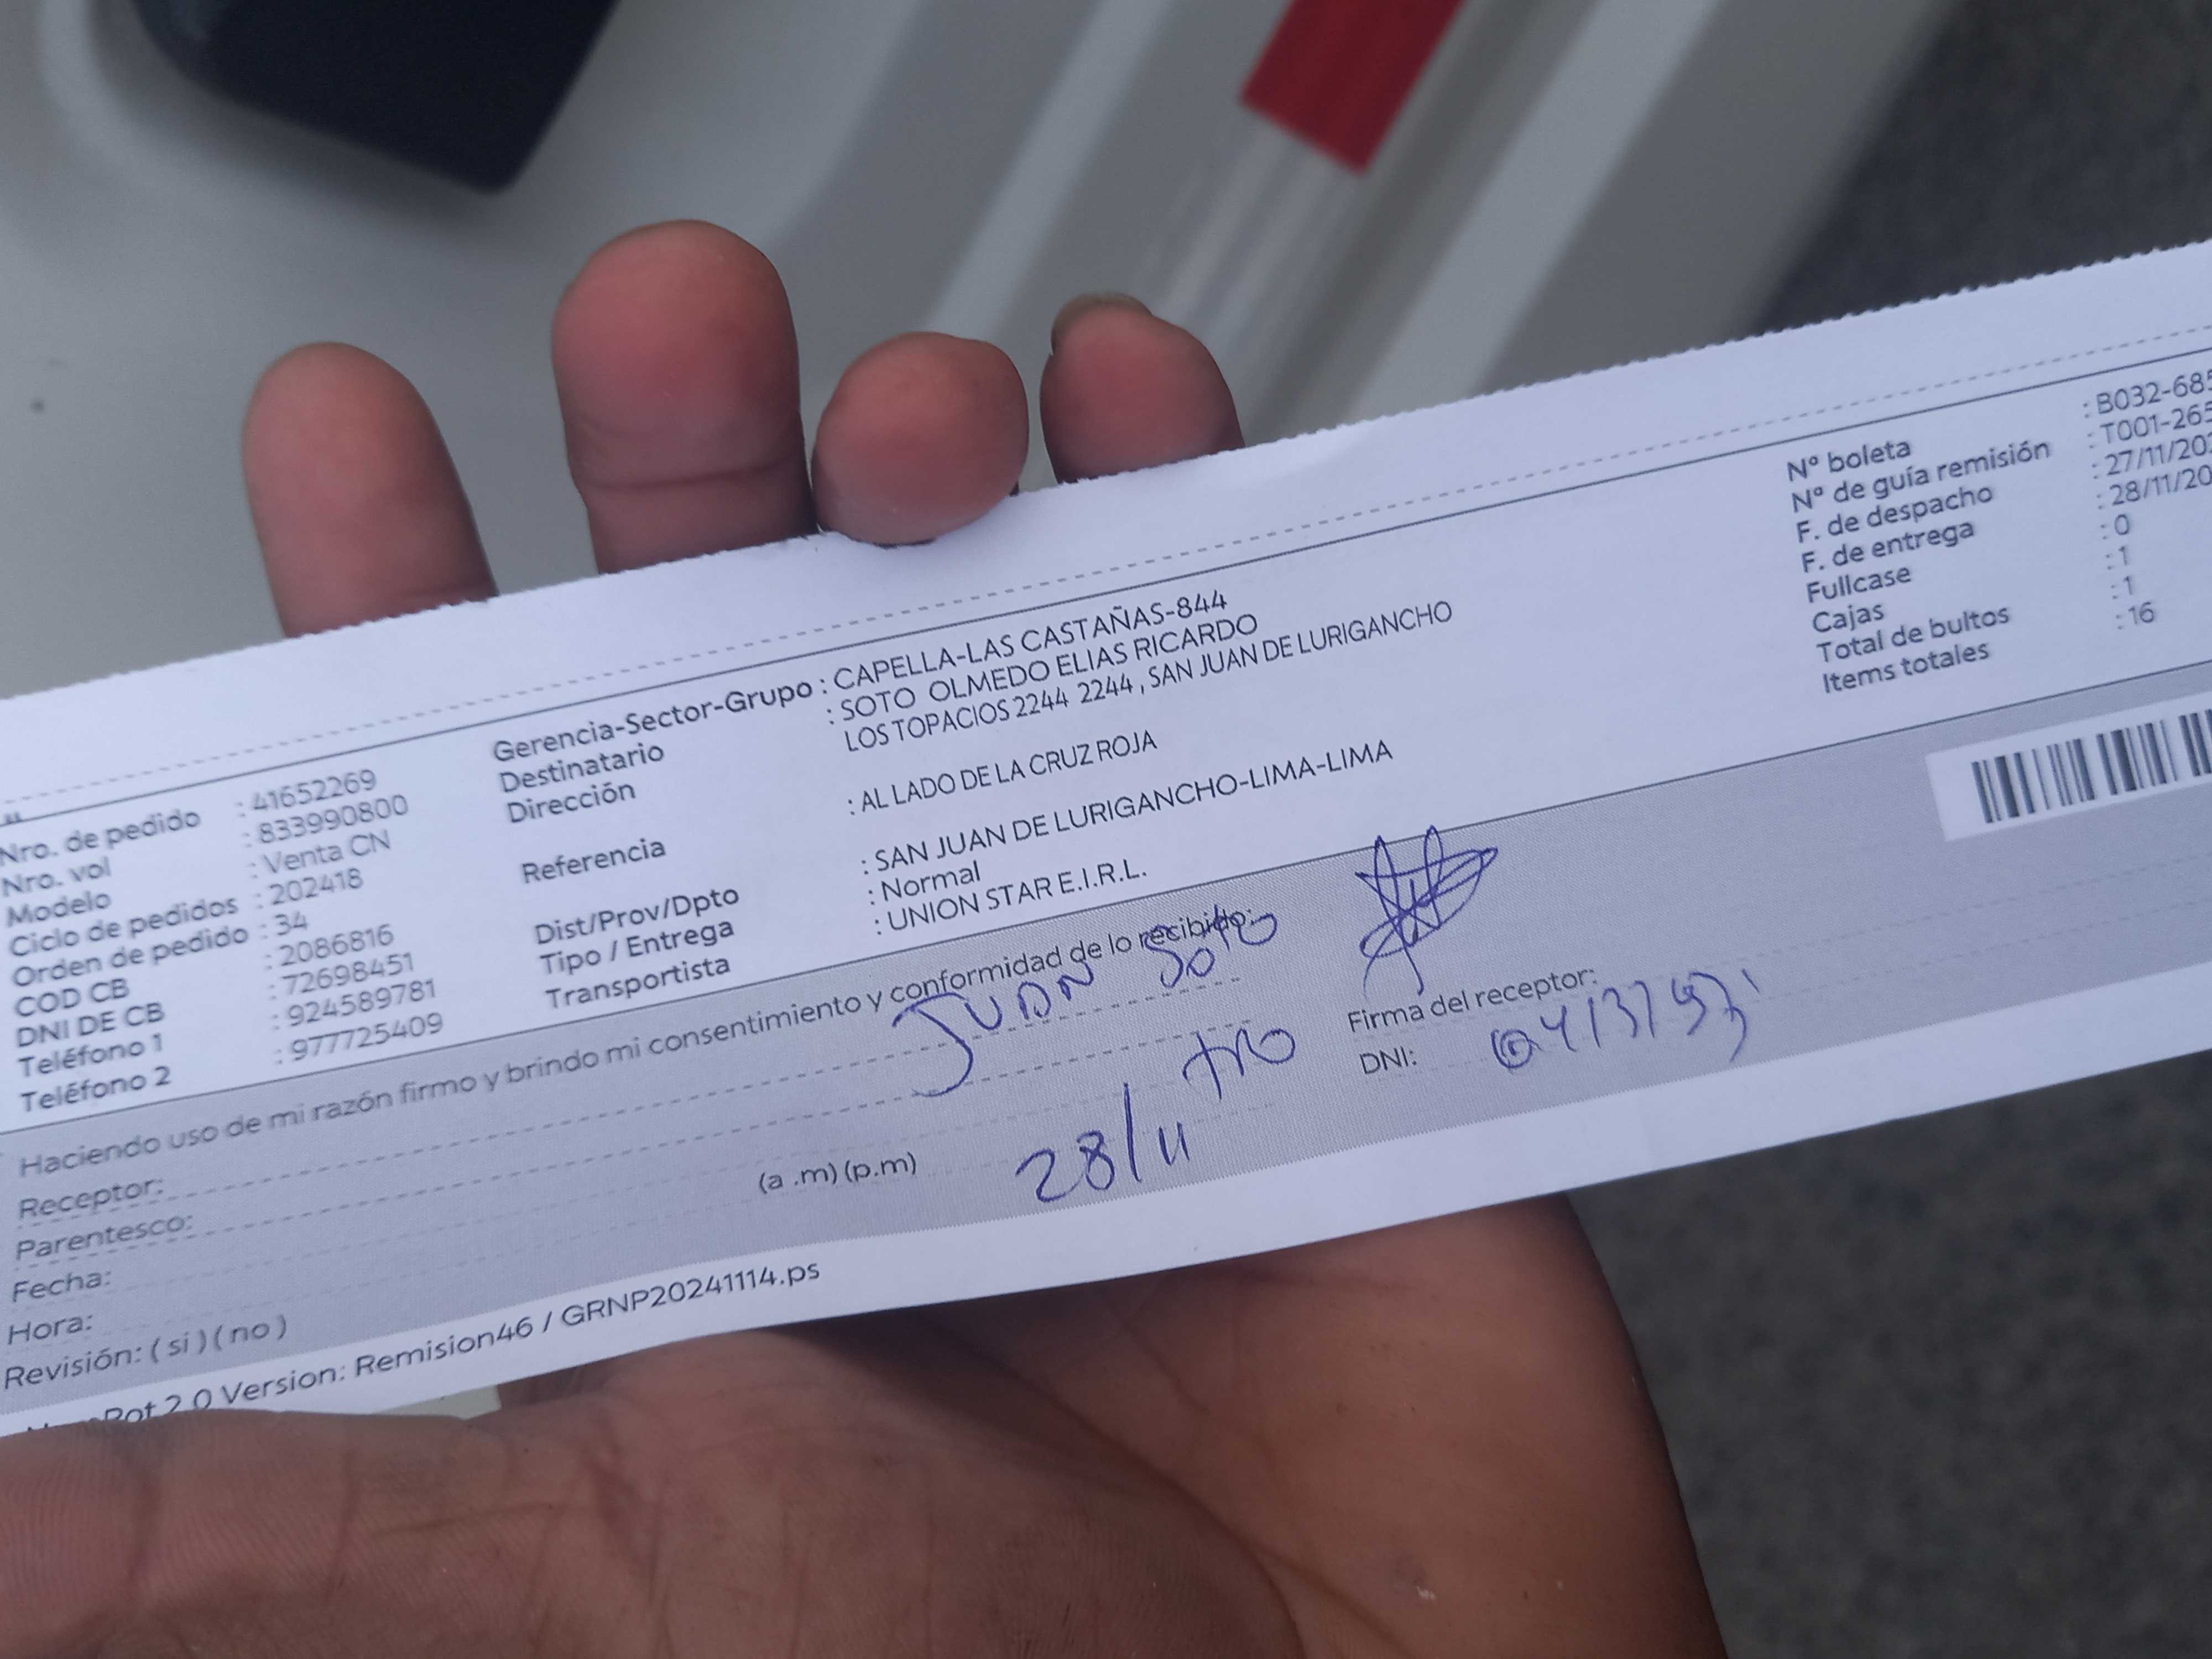 Nro. de pedido : 41652269
Nro. vol : 833990800
Modelo : Venta CN
Ciclo de pedidos : 202418
Orden de pedido : 34
COD CB : 2086816
DNI DE CB : 72698451
Teléfono 1 : 924589781
Teléfono 2 : 977725409
Gerencia-Sector-Grupo : CAPELLA-LAS CASTAÑAS-844
Destinatario : SOTO OLMEDO ELIAS RICARDO
Dirección LOS TOPACIOS 2244 2244 , SAN JUAN DE LURIGANCHO
Referencia : AL LADO DE LA CRUZ ROJA
Dist/Prov/Dpto : SAN JUAN DE LURIGANCHO-LIMA-LIMA
Tipo / Entrega : Normal
Transportista : UNION STAR E.I.R.L.
Nº boleta : B032-685
Nº de guía remisión : T001-265
F. de despacho : 27/11/20
F. de entrega : 28/11/20
Fullcase : 0
Cajas : 1
Total de bultos : 1
Items totales : 16
Haciendo uso de mi razón firmo y brindo mi consentimiento y conformidad de lo recibido:
Receptor: JUAN Soto
Parentesco:
Fecha: 28/11
Hora: (a .m) (p.m)
Revisión: ( si ) ( no )
Firma del receptor:
DNI:
2.0 Version: Remision46 / GRNP20241114.ps